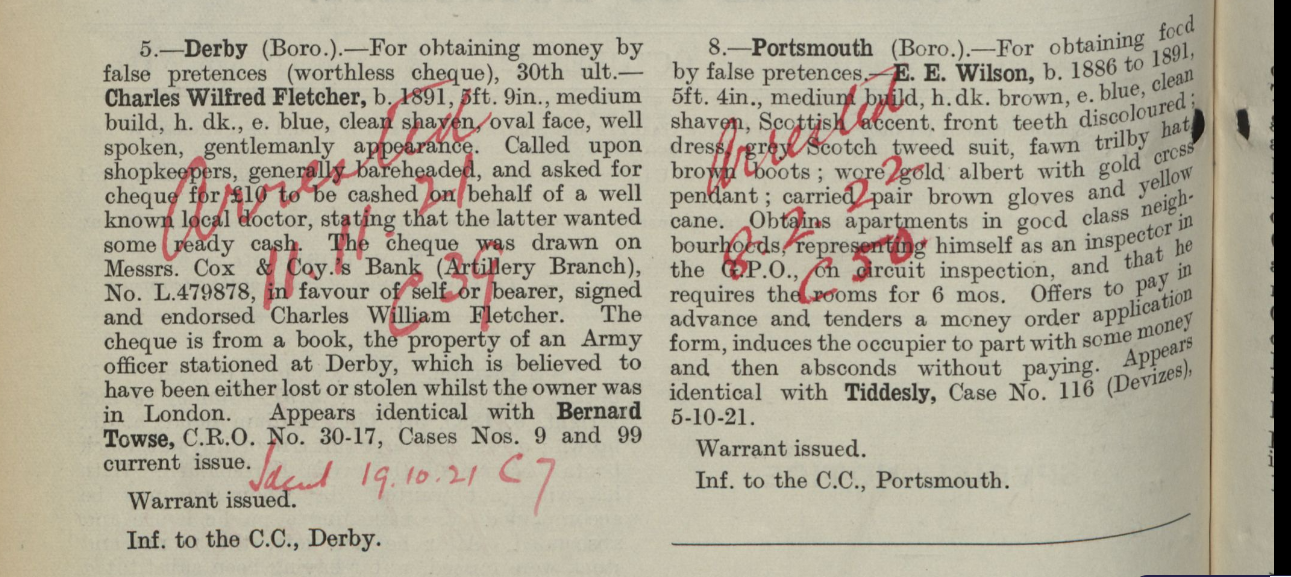 5.—Derby (Boro.).—For obtaining money by
false pretences (worthless cheque), 30th ult.—
Charles Wilfred Fletcher, b. 1891, 5ft. 9in., medium
build, h. dk., e. blue, clean shaven, oval face, well
spoken, gentlemanly appearance. Called upon
shopkeepers, generally bareheaded, and asked for
cheque for £10 to be cashed on behalf of a well
known local doctor, stating that the latter wanted
some ready cash. The cheque was drawn on
Messrs. Cox & Coy.'s Bank (Artillery Branch),
No. L.479878, in favour of self or bearer, signed
and endorsed Charles William Fletcher. The
cheque is from a book, the property of an Army
officer stationed at Derby, which is believed to
have been either lost or stolen whilst the owner was
in London. Appears identical with Bernard
Towse, C.R.O. No. 30-17, Cases Nos. 9 and 99
current issue.
Ident 19.10.21 C 7
Warrant issued.
Inf. to the C.C., Derby.
Arrested
11 11 21
C 39
8.—Portsmouth (Boro.).—For obtaining food
by false pretences.—E. E. Wilson, b. 1886 to 1891,
5ft. 4in., medium build, h. dk. brown, e. blue, clean
shaven, Scottish accent, front teeth discoloured;
dress, grey Scotch tweed suit, fawn trilby hat,
brown boots; wore gold albert with gold cross
pendant; carried pair brown gloves and yellow
cane. Obtains apartments in good class neigh-
bourhoods, representing himself as an inspector in
the G.P.O., on circuit inspection, and that he
requires the rooms for 6 mos. Offers to pay in
advance and tenders a money order application
form, induces the occupier to part with some money
and then absconds without paying. Appears
identical with Tiddesly, Case No. 116 (Devizes),
5-10-21.
Warrant issued.
Inf. to the C.C., Portsmouth.
Arrested
8.2.22
C 50